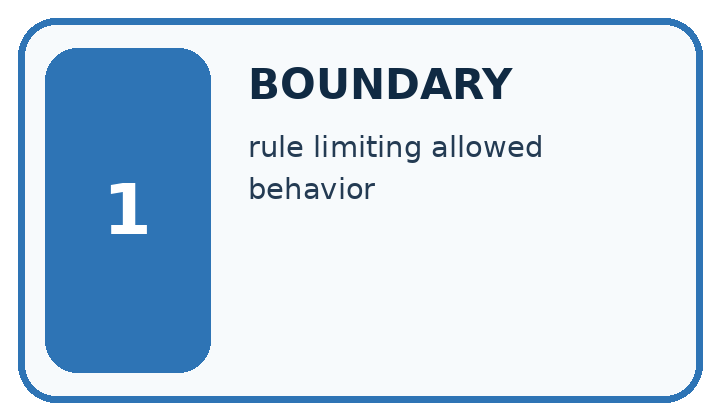 1
BOUNDARY
rule limiting allowed
behavior